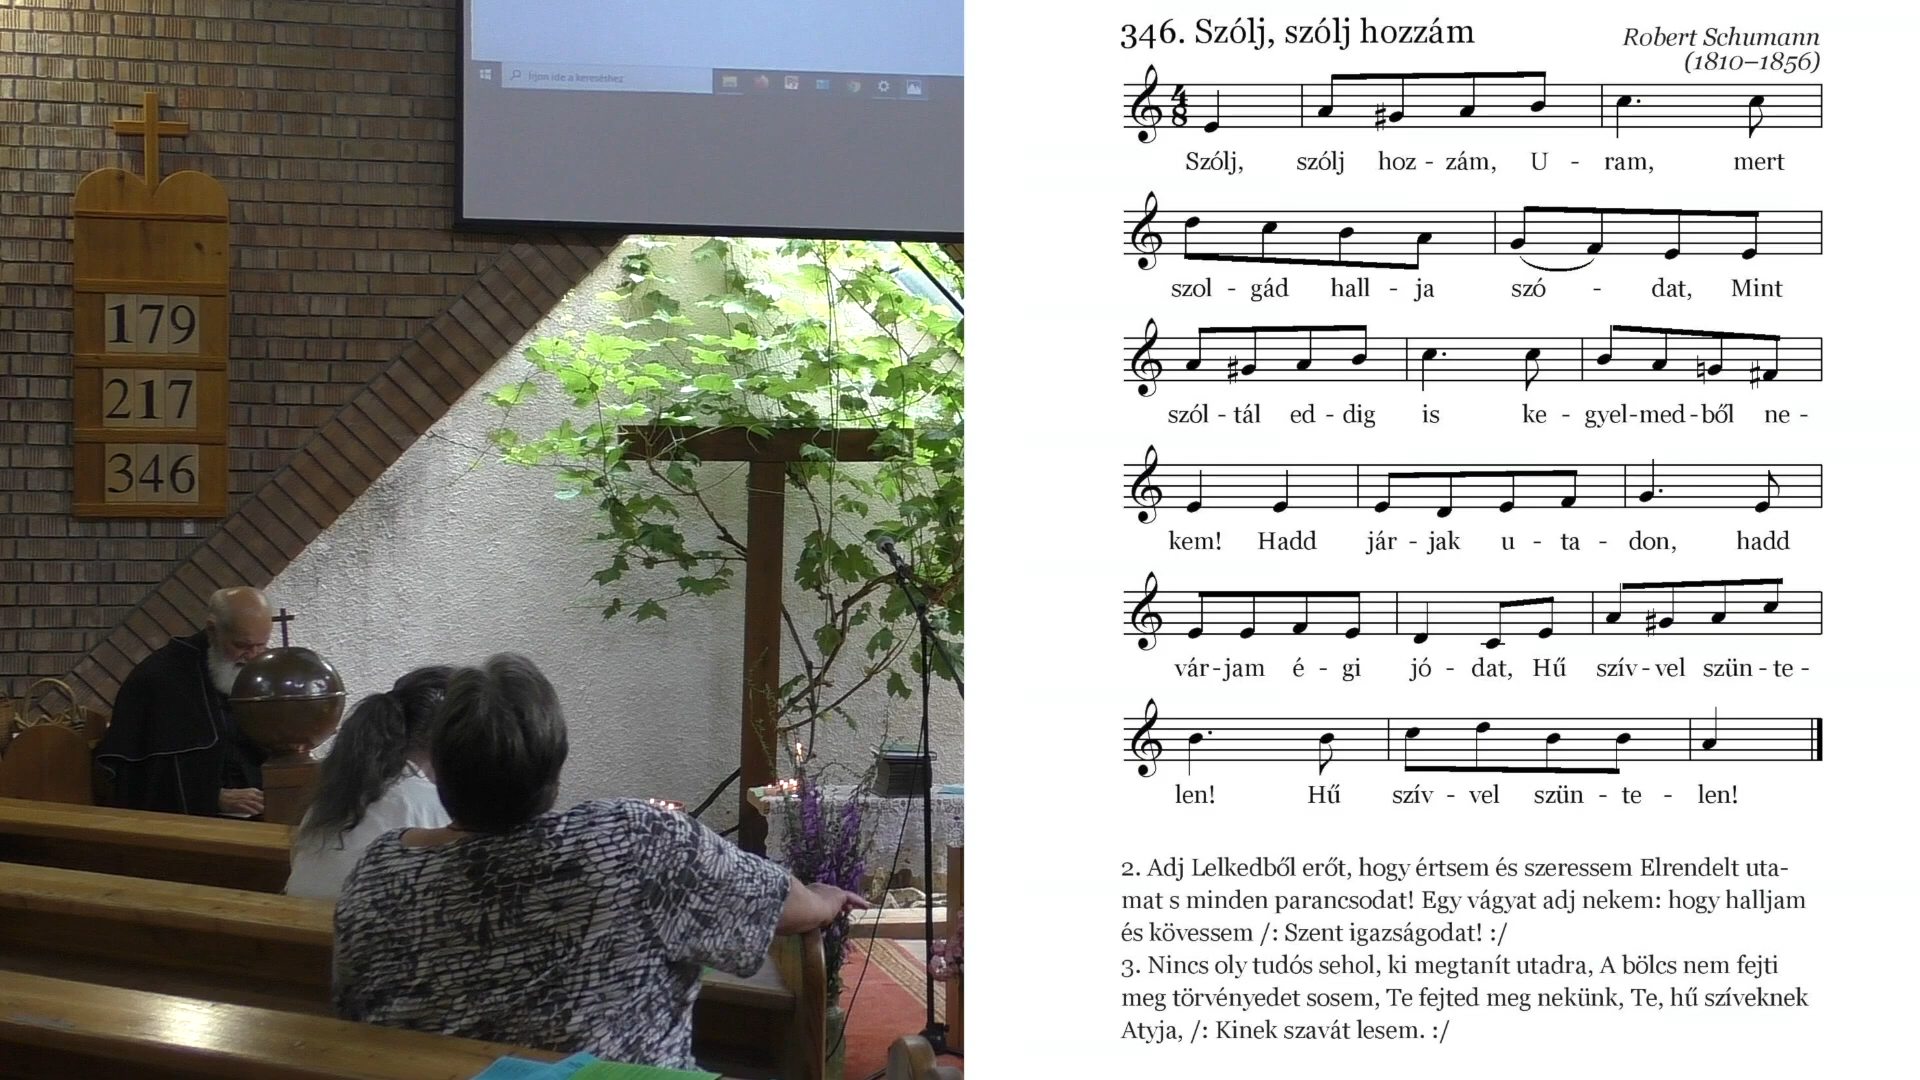 Írjon ide a kereséshez
179
217
346
346. Szólj, szólj hozzám
Robert Schumann
(1810–1856)
4
8
Szólj, szólj hoz - zám, U - ram, mert
szol - gád hall - ja szó - dat, Mint
szól - tál ed - dig is ke - gyel-med-ből ne -
kem! Hadd jár - jak u - ta - don, hadd
vár-jam é - gi jó - dat, Hű szív-vel szün-te-
len! Hű szív - vel szün - te - len!
2. Adj Lelkedből erőt, hogy értsem és szeressem Elrendelt uta-
mat s minden parancsodat! Egy vágyat adj nekem: hogy halljam
és kövessem /: Szent igazságodat! :/
3. Nincs oly tudós sehol, ki megtanít utadra, A bölcs nem fejti
meg törvényedet sosem, Te fejted meg nekünk, Te, hű szíveknek
Atyja, /: Kinek szavát lesem. :/